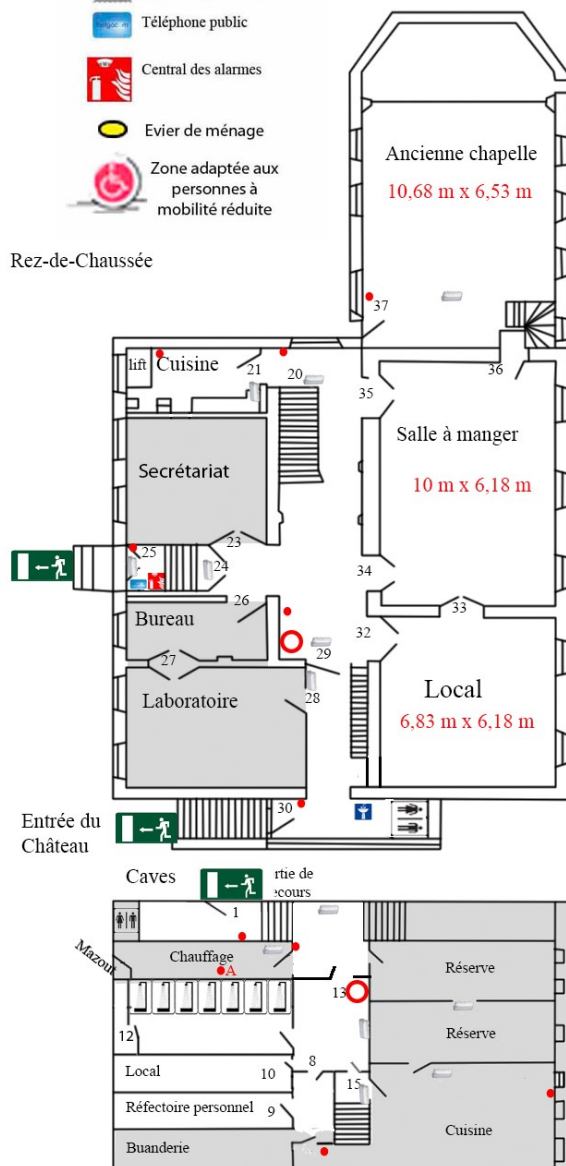 Téléphone public
Central des alarmes
Evier de ménage
Zone adaptée aux
personnes à
mobilité réduite
Rez-de-Chaussée
Ancienne chapelle
10,68 m x 6,53 m
37
lift
Cuisine
21
20
36
35
Salle à manger
10 m x 6,18 m
Secrétariat
23
25
24
34
26
33
Bureau
32
29
27
28
Local
6,83 m x 6,18 m
Laboratoire
30
Entrée du
Château
Caves
rtie de
ecours
1
Mazout
Chauffage
A
Réserve
13
12
Réserve
8
Local
10
15
Réfectoire personnel
9
Cuisine
Buanderie